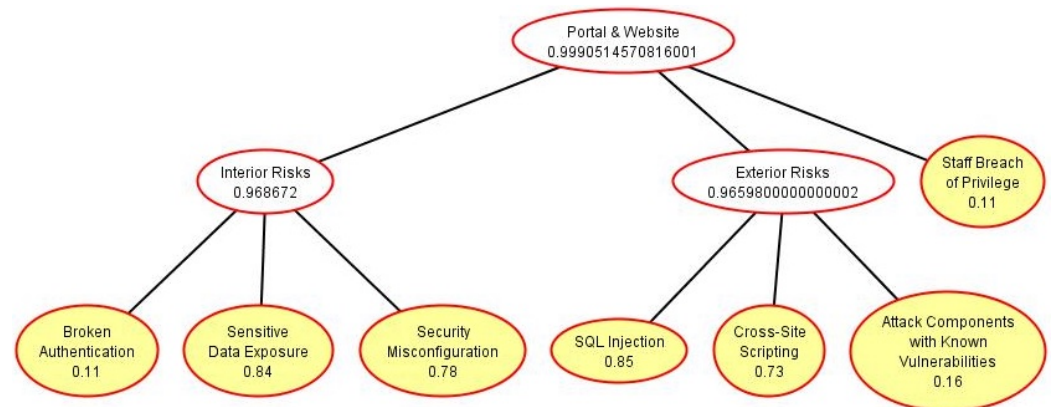 Portal & Website
0.9990514570816001
Interior Risks
0.968672
Exterior Risks
0.9659800000000002
Staff Breach
of Privilege
0.11
Broken
Authentication
0.11
Sensitive
Data Exposure
0.84
Security
Misconfiguration
0.78
SQL Injection
0.85
Cross-Site
Scripting
0.73
Attack Components
with Known
Vulnerabilities
0.16